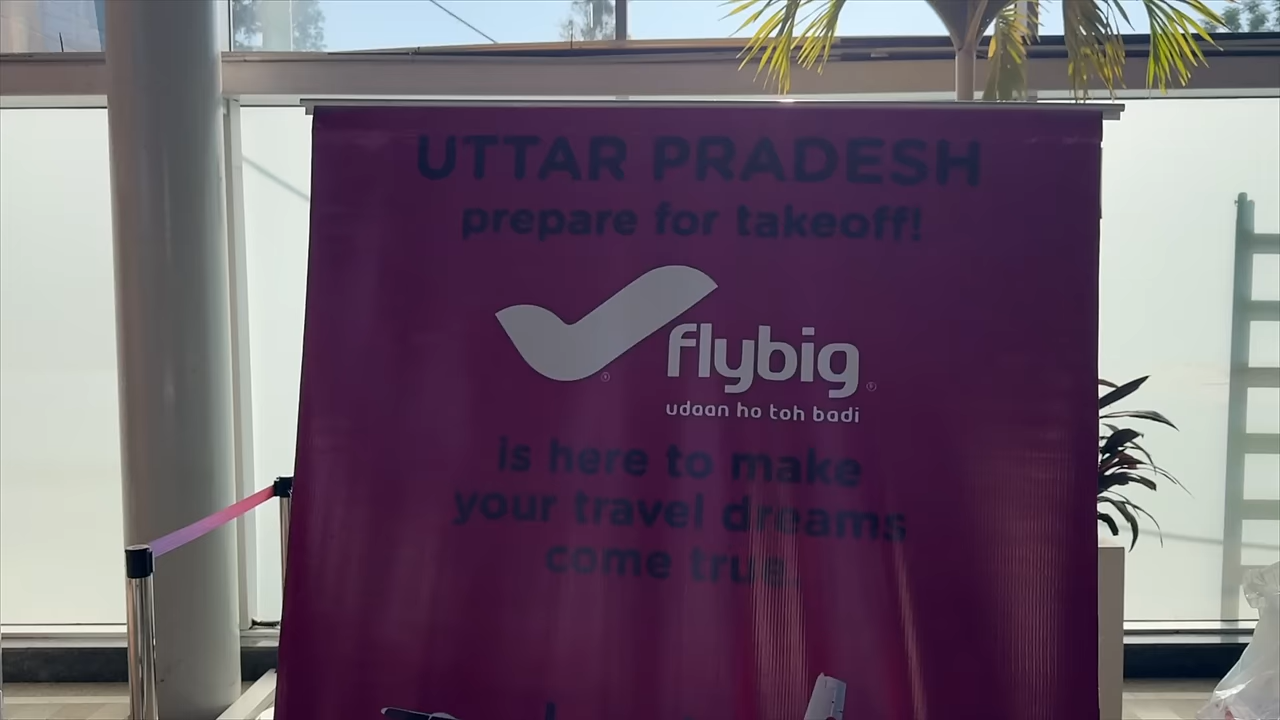 UTTAR PRADESH
prepare for takeoff!
flybig
udaan ho toh badi
is here to make
your travel dreams
come true.